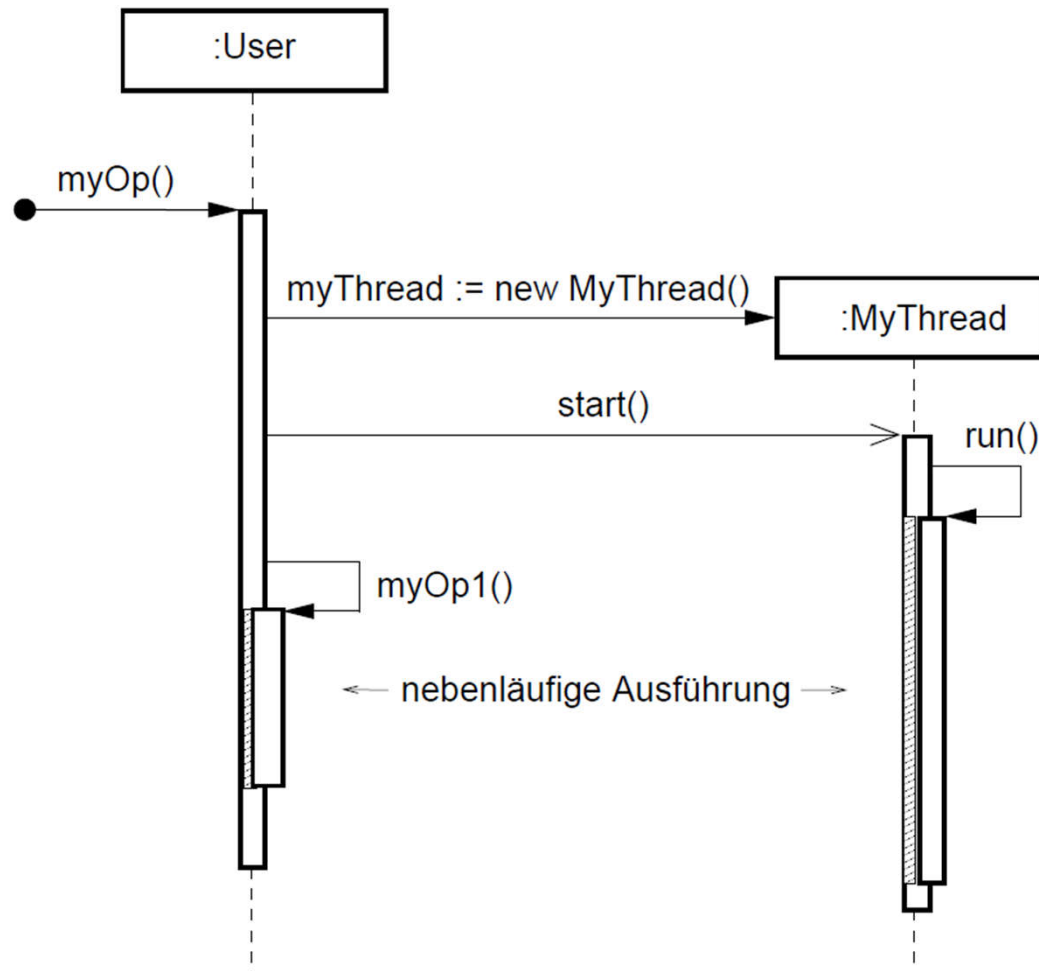 :User
myOp()
myThread := new MyThread()
:MyThread
start()
run()
myOp1()
nebenläufige Ausführung